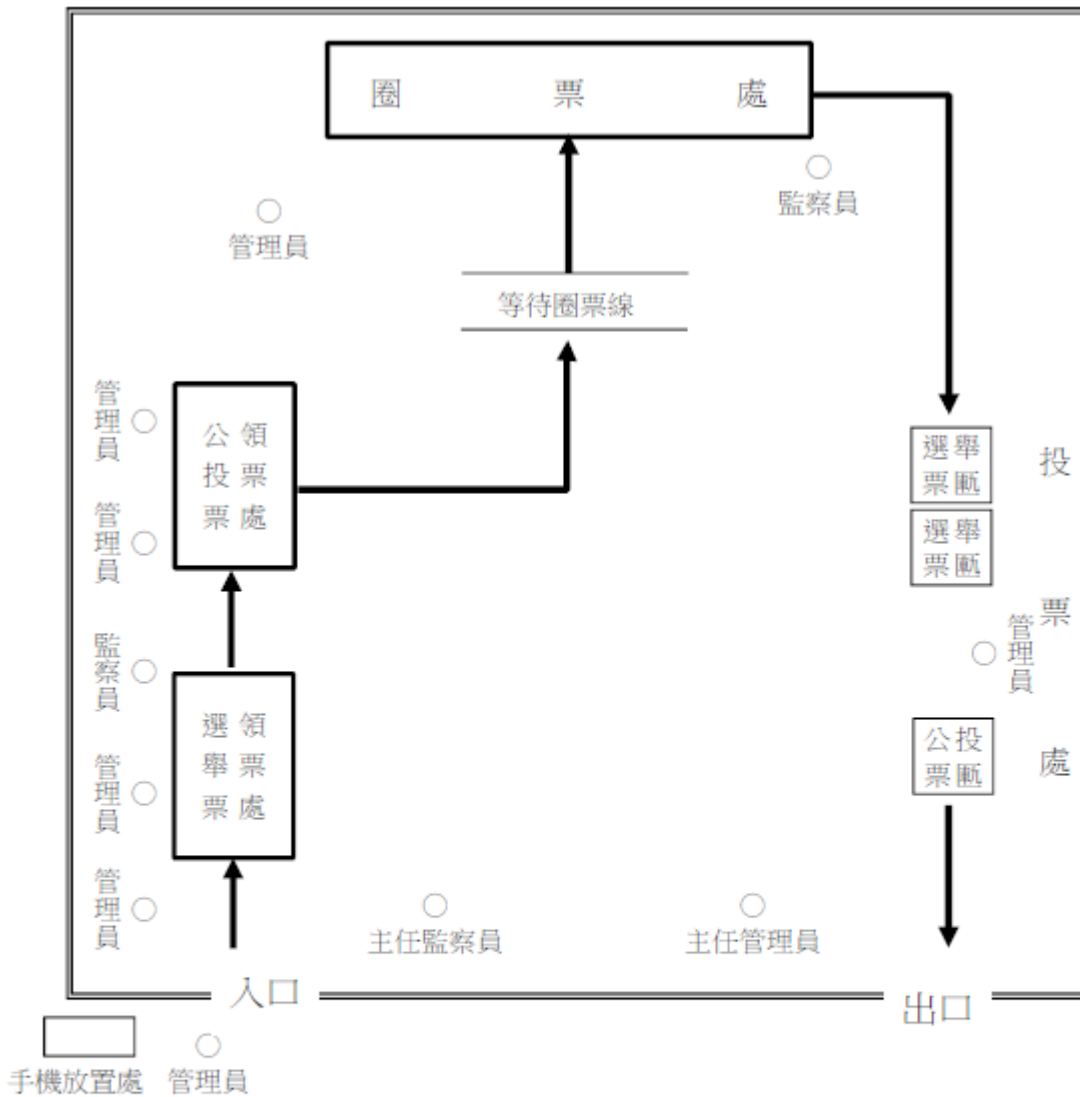 圈票處
監察員
管理員
等待圈票線
管理員
領票處
公投票
管理員
監察員
領票處
選舉票
管理員
管理員
選舉
票匭
選舉
票匭
投票處
管理員
公投
票匭
主任監察員
主任管理員
入口
出口
手機放置處
管理員